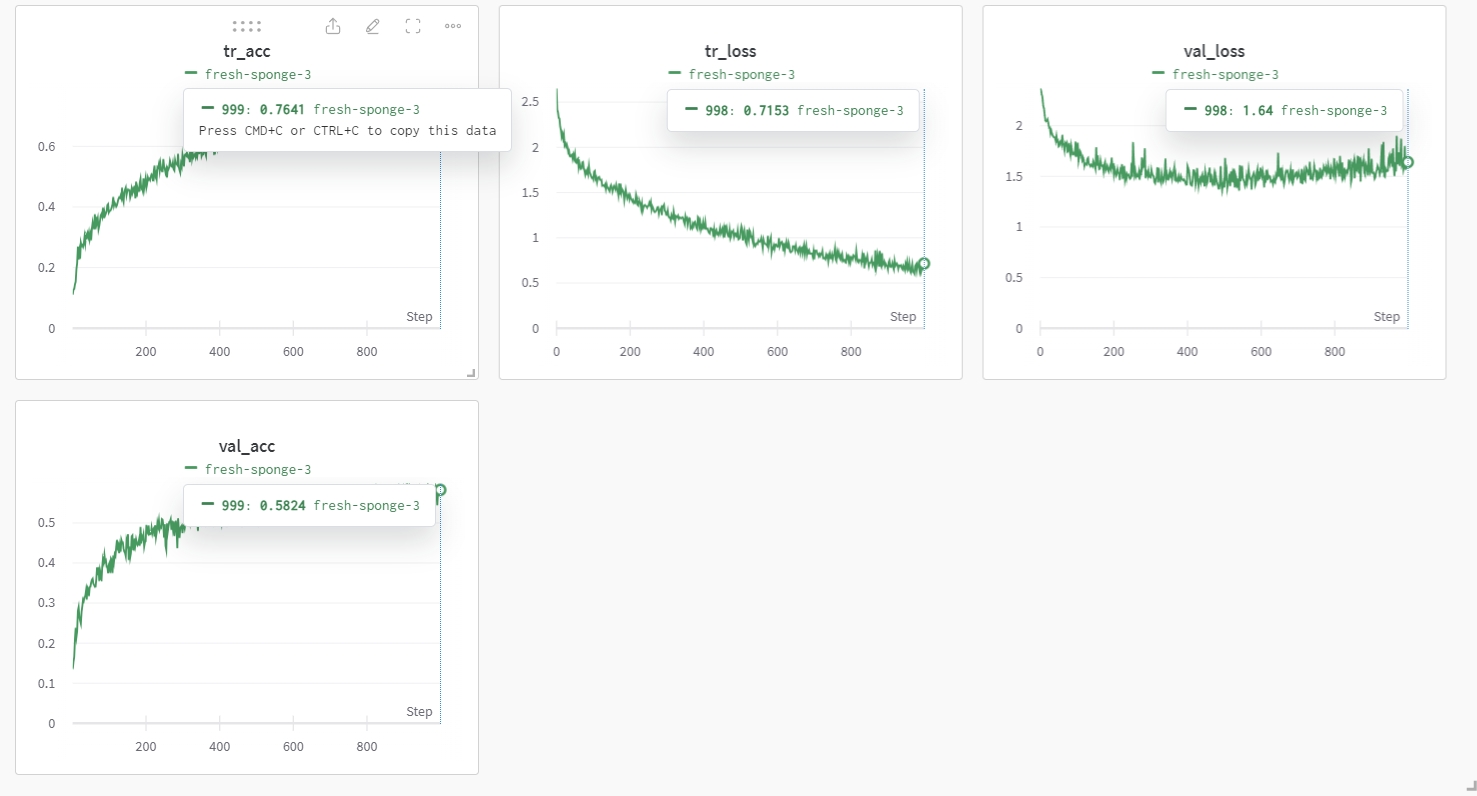 tr_acc
fresh-sponge-3
999: 0.7641 fresh-sponge-3
Press CMD+C or CTRL+C to copy this data
0.6
0.4
0.2
0
Step
200 400 600 800
tr_loss
fresh-sponge-3
998: 0.7153 fresh-sponge-3
2.5
2
1.5
1
0.5
0
Step
0 200 400 600 800
val_loss
fresh-sponge-3
998: 1.64 fresh-sponge-3
2
1.5
1
0.5
0
Step
0 200 400 600 800
val_acc
fresh-sponge-3
999: 0.5824 fresh-sponge-3
0.5
0.4
0.3
0.2
0.1
0
Step
200 400 600 800